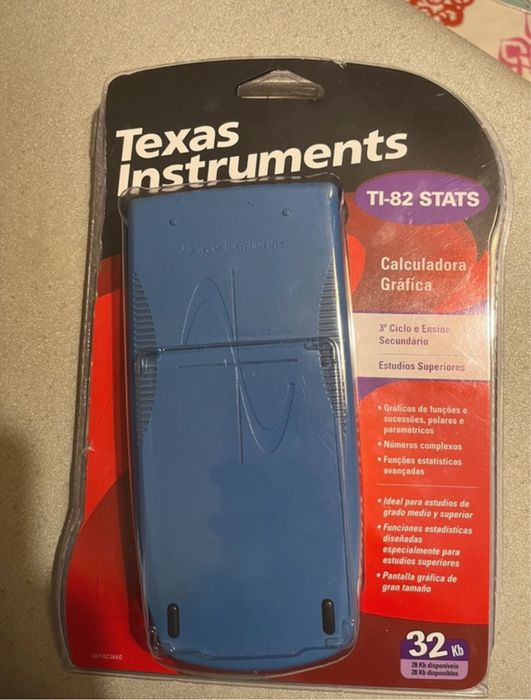 Texas
Instruments
TI-82 STATS
TEXAS INSTRUMENTS
Calculadora
Gráfica
3º Ciclo e Ensino
Secundário
Estudios Superiores
• Gráficos de funções e
sucessões, polares e
paramétricos
• Números complexos
• Funções estatísticas
avançadas
• Ideal para estudios de
grado medio y superior
• Funciones estadísticas
diseñadas
especialmente para
estudios superiores
• Pantalla gráfica de
gran tamaño
32 Kb
28 Kb disponíveis
28 Kb disponibles